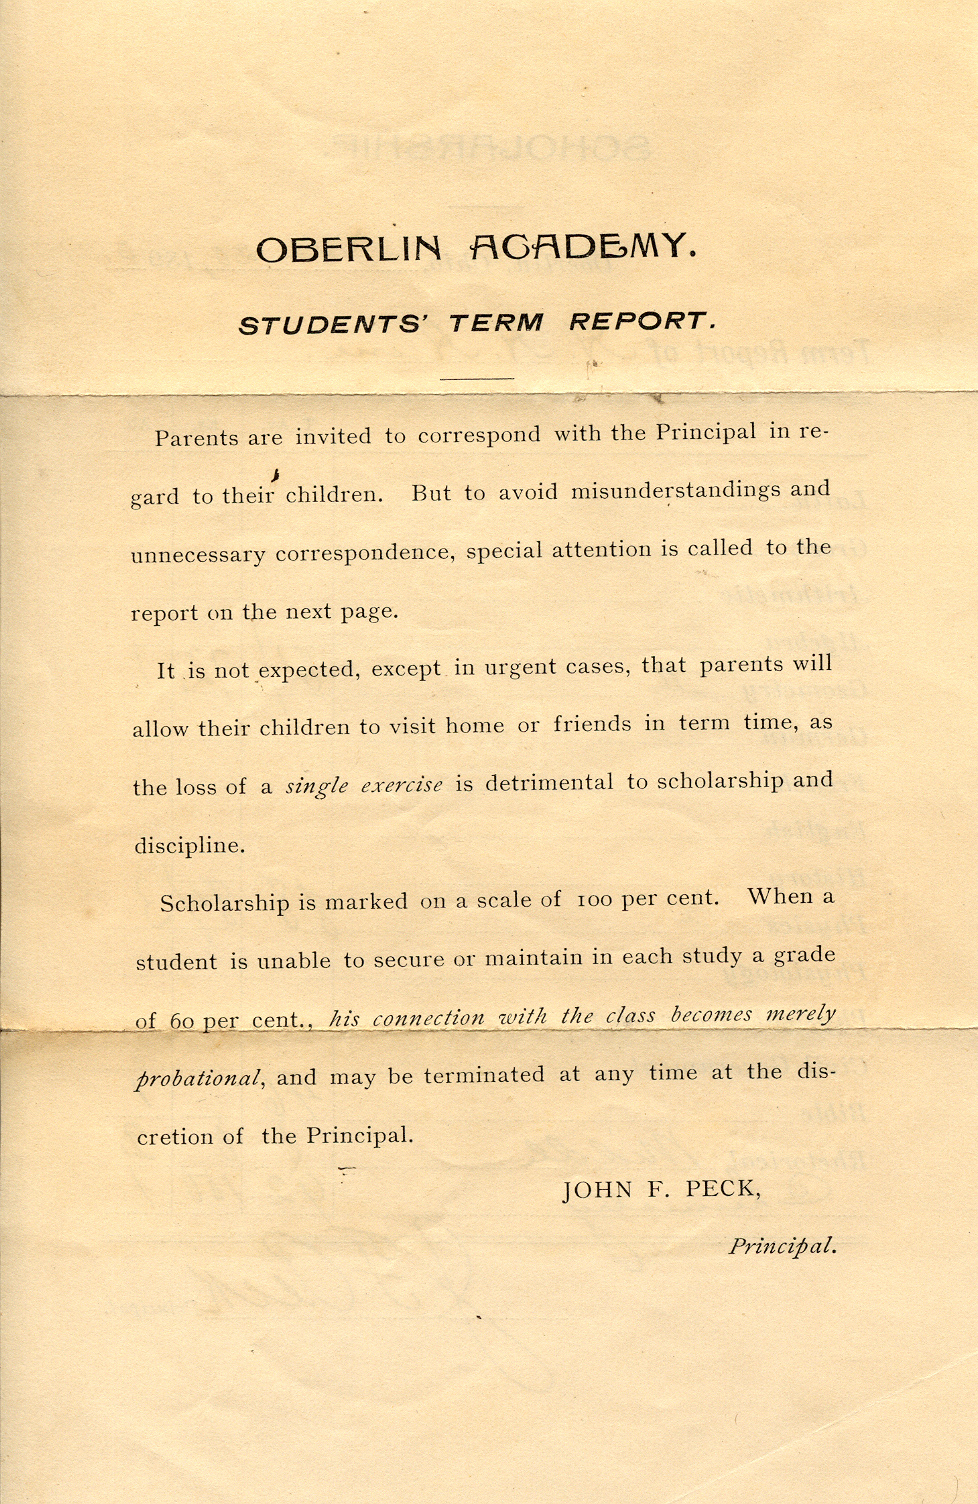 OBERLIN ACADEMY.
STUDENTS' TERM REPORT.
Parents are invited to correspond with the Principal in re-
gard to their children. But to avoid misunderstandings and
unnecessary correspondence, special attention is called to the
report on the next page.
It is not expected, except in urgent cases, that parents will
allow their children to visit home or friends in term time, as
the loss of a single exercise is detrimental to scholarship and
discipline.
Scholarship is marked on a scale of 100 per cent. When a
student is unable to secure or maintain in each study a grade
of 60 per cent., his connection with the class becomes merely
probational, and may be terminated at any time at the dis-
cretion of the Principal.
JOHN F. PECK,
Principal.